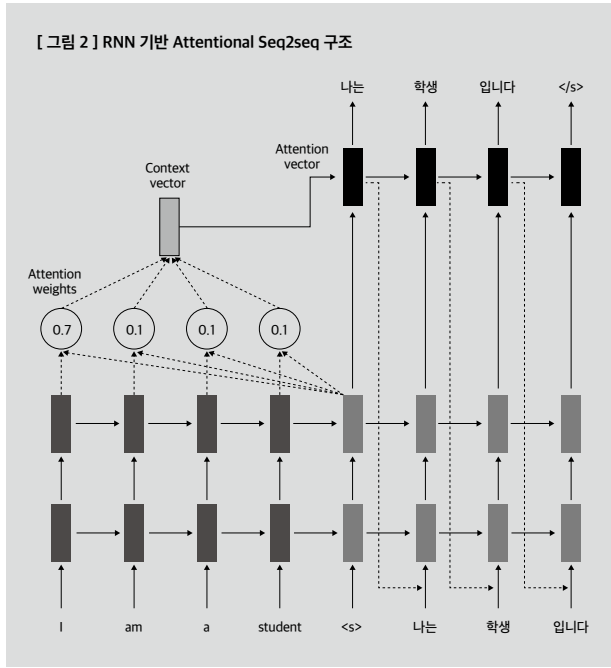 [ 그림 2 ] RNN 기반 Attentional Seq2seq 구조
나는 학생 입니다 </s>
Attention
vector
Context
vector
Attention
weights
0.7 0.1 0.1 0.1
I am a student <s> 나는 학생 입니다